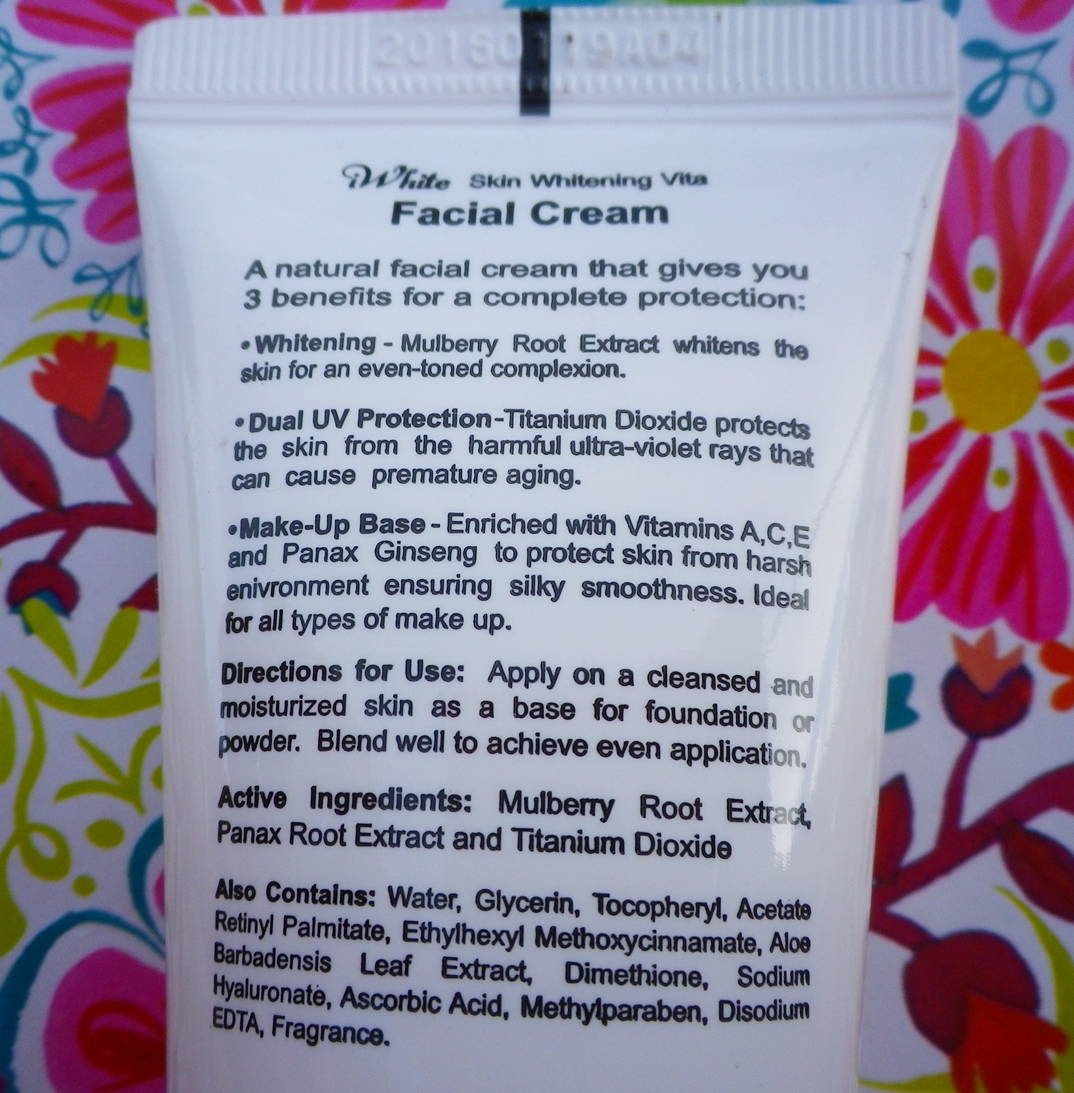 20160119A04
iWhite Skin Whitening Vita
Facial Cream
A natural facial cream that gives you
3 benefits for a complete protection:
•Whitening - Mulberry Root Extract whitens the
skin for an even-toned complexion.
•Dual UV Protection-Titanium Dioxide protects
the skin from the harmful ultra-violet rays that
can cause premature aging.
•Make-Up Base - Enriched with Vitamins A,C,E
and Panax Ginseng to protect skin from harsh
enivronment ensuring silky smoothness. Ideal
for all types of make up.
Directions for Use: Apply on a cleansed and
moisturized skin as a base for foundation or
powder. Blend well to achieve even application.
Active Ingredients: Mulberry Root Extract,
Panax Root Extract and Titanium Dioxide
Also Contains: Water, Glycerin, Tocopheryl, Acetate
Retinyl Palmitate, Ethylhexyl Methoxycinnamate, Aloe
Barbadensis Leaf Extract, Dimethione, Sodium
Hyaluronate, Ascorbic Acid, Methylparaben, Disodium
EDTA, Fragrance.